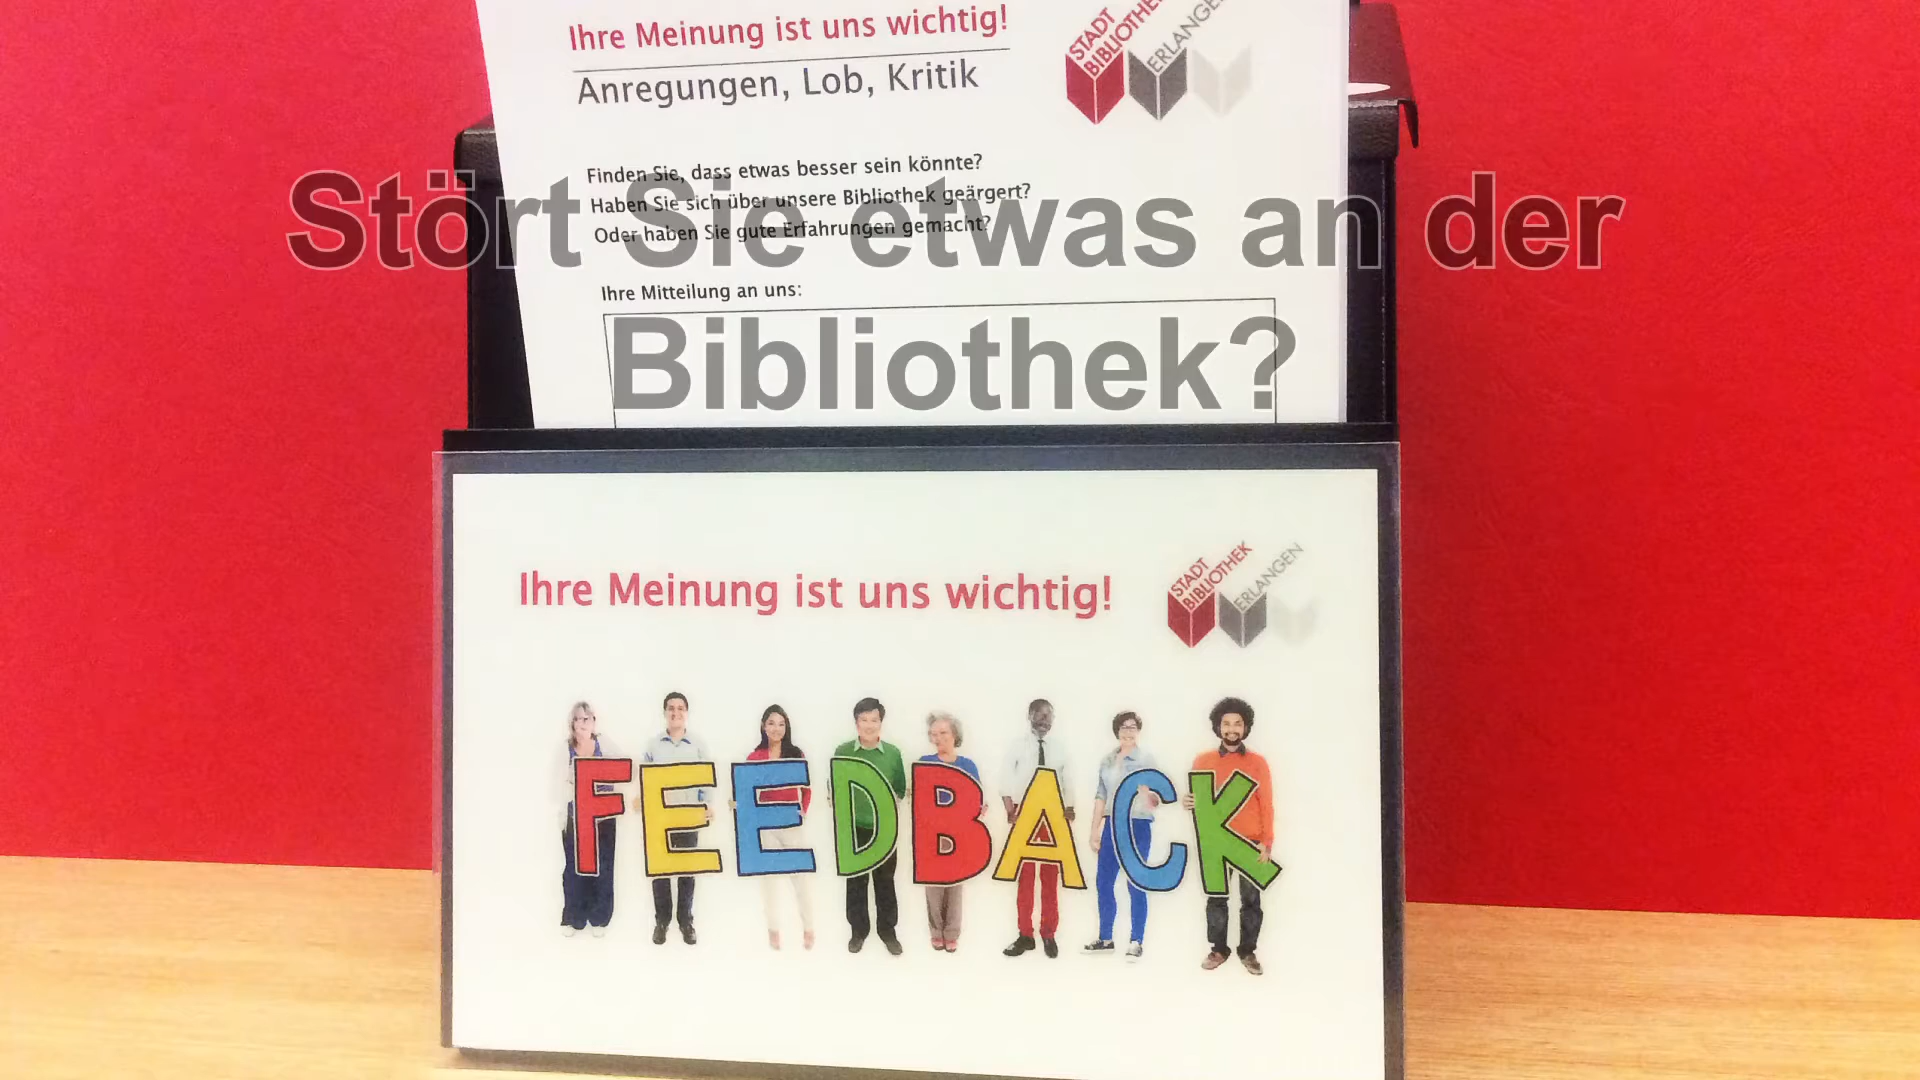 Ihre Meinung ist uns wichtig!
Anregungen, Lob, Kritik
STADT
BIBLIOTHEK
ERLANGEN
Finden Sie, dass etwas besser sein könnte?
Haben Sie sich über unsere Bibliothek geärgert?
Oder haben Sie gute Erfahrungen gemacht?
Stört Sie etwas an der
Bibliothek?
Ihre Mitteilung an uns:
Ihre Meinung ist uns wichtig!
STADT
BIBLIOTHEK
ERLANGEN
FEEDBACK